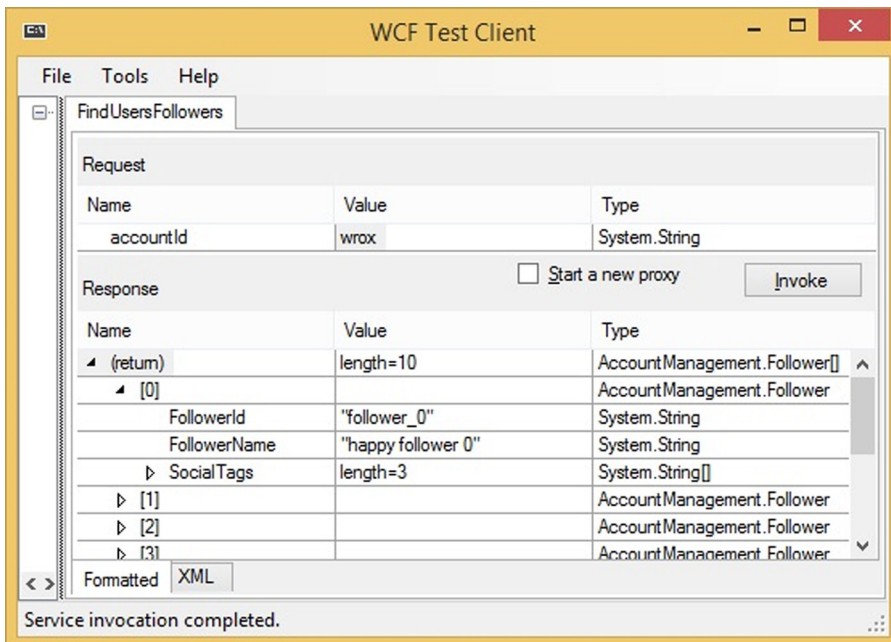 C:\
WCF Test Client
File Tools Help
FindUsersFollowers
Request
Name Value Type
accountId wrox System.String
Response Start a new proxy Invoke
Name Value Type
(return) length=10 AccountManagement.Follower[]
[0] AccountManagement.Follower
FollowerId "follower_0" System.String
FollowerName "happy follower 0" System.String
SocialTags length=3 System.String[]
[1] AccountManagement.Follower
[2] AccountManagement.Follower
[3] AccountManagement.Follower
Formatted XML
Service invocation completed.